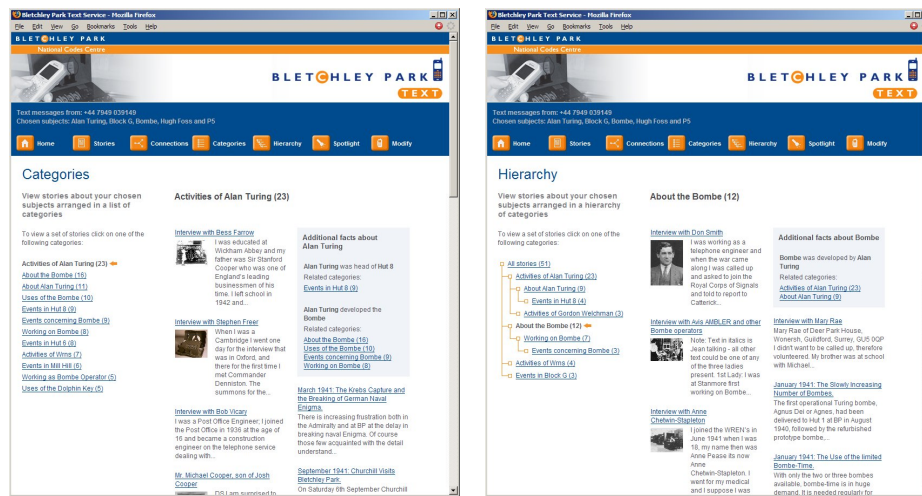 Bletchley Park Text Service - Mozilla Firefox
File Edit View Go Bookmarks Tools Help
BLETCHLEY PARK
National Codes Centre
BLETCHLEY PARK
TEXT
Text messages from: +44 7949 039149
Chosen subjects: Alan Turing, Block G, Bombe, Hugh Foss and P5
Home Stories Connections Categories Hierarchy Spotlight Modify
Categories
View stories about your chosen
subjects arranged in a list of
categories
To view a set of stories click on one of the
following categories:
Activities of Alan Turing (23)
About the Bombe (16)
About Alan Turing (11)
Uses of the Bombe (10)
Events in Hut 8 (9)
Events concerning Bombe (9)
Working on Bombe (8)
Events in Hut 6 (8)
Activities of Wrns (7)
Events in Mill Hill (6)
Working as Bombe Operator (5)
Uses of the Dolphin Key (5)
Activities of Alan Turing (23)
Interview with Bess Farrow
I was educated at
Wickham Abbey and my
father was Sir Stanford
Cooper who was one of
England's leading
businessmen of his
time. I left school in
1942 and...
Interview with Stephen Freer
When I was a
Cambridge I went one
day for the interview that
was in Oxford, and
there for the first time I
met Commander
Denniston. The
summons for the...
Interview with Bob Vicary
I was a Post Office Engineer; I joined
the Post Office in 1936 at the age of
16 and became a construction
engineer on the telephone service
dealing with...
Mr. Michael Cooper, son of Josh
Cooper
DS I am surprised to
Additional facts about
Alan Turing
Alan Turing was head of Hut 8
Related categories:
Events in Hut 8 (9)
Alan Turing developed the
Bombe
Related categories:
About the Bombe (16)
Uses of the Bombe (10)
Events concerning Bombe (9)
Working on Bombe (8)
March 1941: The Krebs Capture and
the Breaking of German Naval
Enigma.
There is increasing frustration both in
the Admiralty and at BP at the delay in
breaking naval Enigma. Of course
those few acquainted with the detail
understand...
September 1941: Churchill Visits
Bletchley Park.
On Saturday 6th September Churchill
Bletchley Park Text Service - Mozilla Firefox
File Edit View Go Bookmarks Tools Help
BLETCHLEY PARK
National Codes Centre
BLETCHLEY PARK
TEXT
Text messages from: +44 7949 039149
Chosen subjects: Alan Turing, Block G, Bombe, Hugh Foss and P5
Home Stories Connections Categories Hierarchy Spotlight Modify
Hierarchy
View stories about your chosen
subjects arranged in a hierarchy
of categories
To view a set of stories click on one of the
following categories:
All stories (51)
Activities of Alan Turing (23)
About Alan Turing (9)
Events in Hut 8 (4)
Activities of Gordon Welchman (3)
About the Bombe (12)
Working on Bombe (7)
Events concerning Bombe (3)
Activities of Wrns (4)
Events in Block G (3)
About the Bombe (12)
Interview with Don Smith
I was working as a
telephone engineer and
when the war came
along I was called up
and asked to join the
Royal Corps of Signals
and told to report to
Catterick...
Interview with Avis AMBLER and other
Bombe operators
Note: Text in italics is
Jean talking - all other
text could be one of any
of the three ladies
present. 1st Lady: I was
at Stanmore first
working on Bombe...
Interview with Anne
Chetwin-Stapleton
I joined the WREN's in
June 1941 when I was
18, my name then was
Anne Pease its now
Anne
Chetwin-Stapleton. I
went for my medical
and I suppose I was
Additional facts about Bombe
Bombe was developed by Alan
Turing
Related categories:
Activities of Alan Turing (23)
About Alan Turing (9)
Interview with Mary Rae
Mary Rae of Deer Park House,
Wonersh, Guildford, Surrey, GU5 0QP
I didn't want to be called up, therefore
volunteered. My brother was at school
with Michael...
January 1941: The Slowly Increasing
Number of Bombes.
The first operational Turing bombe,
Agnus Dei or Agnes, had been
delivered to Hut 1 at BP in August
1940, followed by the refurbished
prototype bombe,...
January 1941: The Use of the limited
Bombe-Time.
With only the two or three bombes
available, bombe-time is in huge
demand. It is needed regularly for